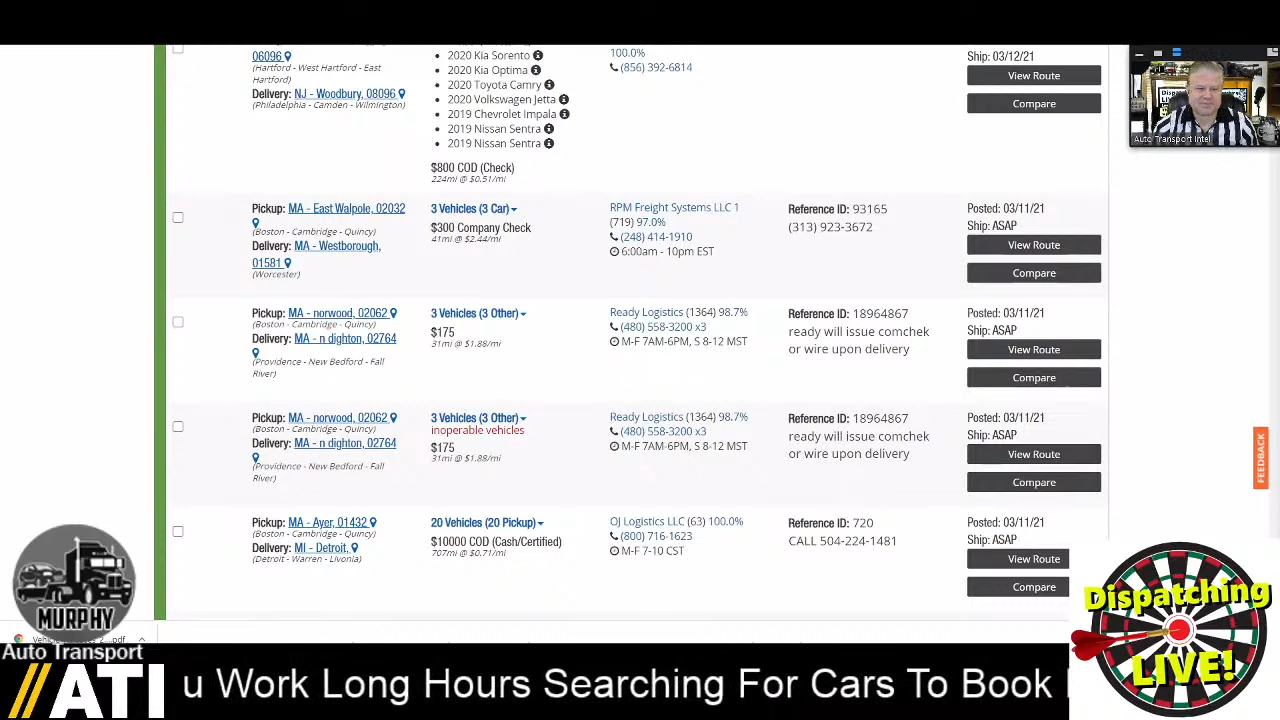 06096
(Hartford - West Hartford - East
Hartford)
Delivery: NJ - Woodbury, 08096
(Philadelphia - Camden - Wilmington)
2020 Kia Sorento
2020 Kia Optima
2020 Toyota Camry
2020 Volkswagen Jetta
2019 Chevrolet Impala
2019 Nissan Sentra
2019 Nissan Sentra
$800 COD (Check)
224mi @ $0.51/mi
100.0%
(856) 392-6814
Ship: 03/12/21
View Route
Compare
Auto Transport Intel
Pickup: MA - East Walpole, 02032
(Boston - Cambridge - Quincy)
Delivery: MA - Westborough,
01581
(Worcester)
3 Vehicles (3 Car)
$300 Company Check
41mi @ $2.44/mi
RPM Freight Systems LLC 1
(719) 97.0%
(248) 414-1910
6:00am - 10pm EST
Reference ID: 93165
(313) 923-3672
Posted: 03/11/21
Ship: ASAP
View Route
Compare
Pickup: MA - norwood, 02062
(Boston - Cambridge - Quincy)
Delivery: MA - n dighton, 02764
(Providence - New Bedford - Fall
River)
3 Vehicles (3 Other)
$175
31mi @ $1.88/mi
Ready Logistics (1364) 98.7%
(480) 558-3200 x3
M-F 7AM-6PM, S 8-12 MST
Reference ID: 18964867
ready will issue comchek
or wire upon delivery
Posted: 03/11/21
Ship: ASAP
View Route
Compare
Pickup: MA - norwood, 02062
(Boston - Cambridge - Quincy)
Delivery: MA - n dighton, 02764
(Providence - New Bedford - Fall
River)
3 Vehicles (3 Other)
inoperable vehicles
$175
31mi @ $1.88/mi
Ready Logistics (1364) 98.7%
(480) 558-3200 x3
M-F 7AM-6PM, S 8-12 MST
Reference ID: 18964867
ready will issue comchek
or wire upon delivery
Posted: 03/11/21
Ship: ASAP
View Route
Compare
FEEDBACK
Pickup: MA - Ayer, 01432
Delivery: MI - Detroit,
(Detroit - Warren - Livonia)
20 Vehicles (20 Pickup)
$10000 COD (Cash/Certified)
707mi @ $0.71/mi
OJ Logistics LLC (63) 100.0%
(800) 716-1623
M-F 7-10 CST
Reference ID: 720
CALL 504-224-1481
Posted: 03/11/21
Ship: ASAP
View Route
Compare
MURPHY
Auto Transport
//ATI
u Work Long Hours Searching For Cars To Book
Dispatching
LIVE!